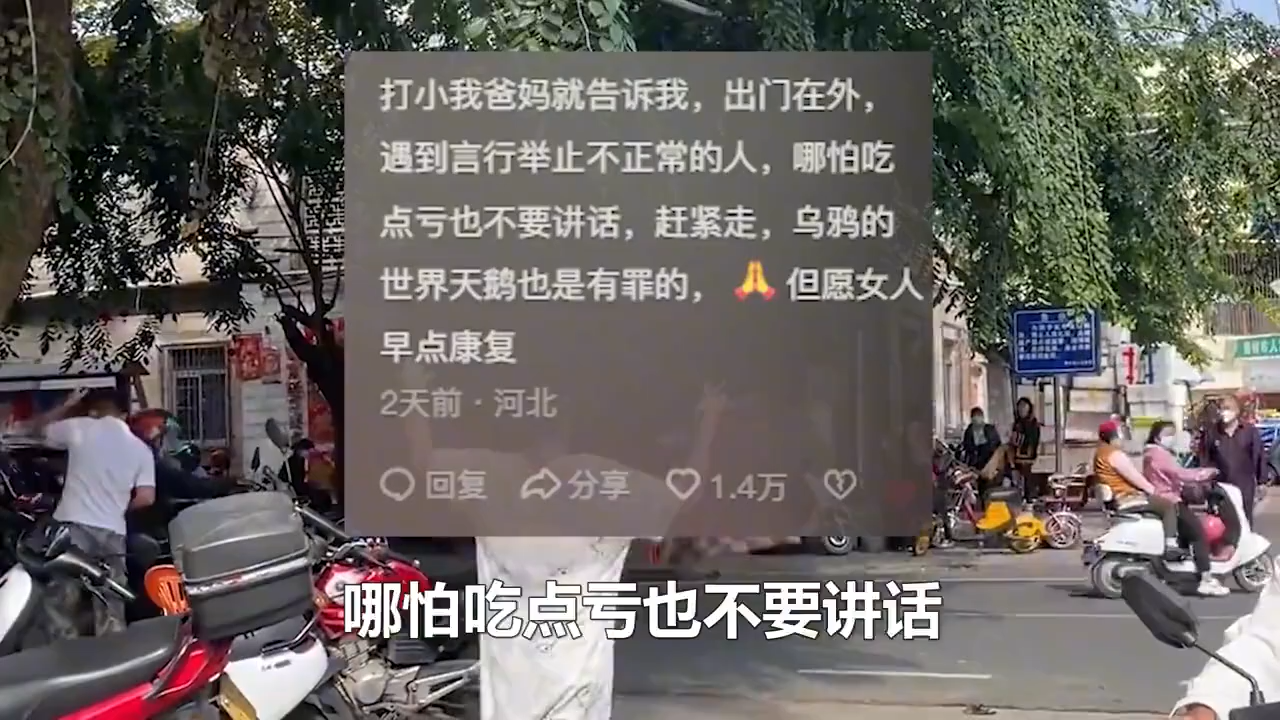 打小我爸妈就告诉我，出门在外，
遇到言行举止不正常的人，哪怕吃
点亏也不要讲话，赶紧走，乌鸦的
世界天鹅也是有罪的，🙏但愿女人
早点康复
2天前 · 河北
回复 分享 1.4万
哪怕吃点亏也不要讲话